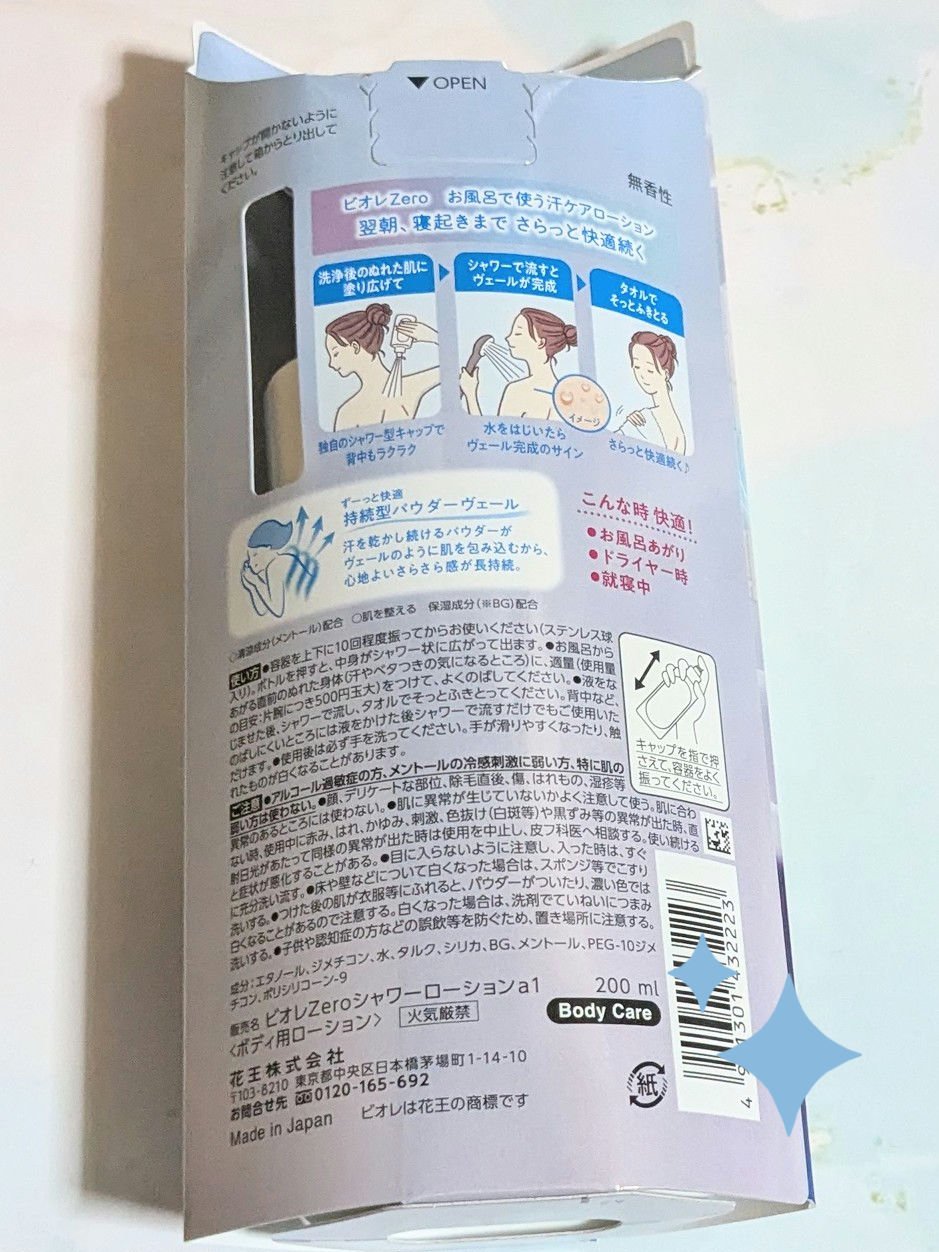 ▼OPEN
キャップが開かないように
注意して箱からとり出して
ください。
無香性
ビオレZero お風呂で使う汗ケアローション
翌朝、寝起きまで さらっと快適続く
洗浄後のぬれた肌に
塗り広げて
シャワーで流すと
ヴェールが完成
タオルで
そっとふきとる
イメージ
独自のシャワー型キャップで
背中もラクラク
水をはじいたら
ヴェール完成のサイン
さらっと快適続く♪
ずーっと快適
持続型パウダーヴェール
汗を乾かし続けるパウダーが
ヴェールのように肌を包み込むから、
心地よいさらさら感が長持続。
こんな時 快適!
●お風呂あがり
●ドライヤー時
●就寝中
○清涼成分(メントール)配合 ○肌を整える 保湿成分(※BG)配合
使い方●容器を上下に10回程度振ってからお使いください(ステンレス球
入り)。ボトルを押すと、中身がシャワー状に広がって出ます。●お風呂から
あがる直前のぬれた身体(汗やベタつきの気になるところ)に、適量(使用量
の目安:片腕につき500円玉大)をつけて、よくのばしてください。●液をな
じませた後、シャワーで流し、タオルでそっとふきとってください。背中など、
のばしにくいところには液をかけた後シャワーで流すだけでもご使用いた
だけます。●使用後は必ず手を洗ってください。手が滑りやすくなったり、触
れたものが白くなることがあります。
キャップを指で押
さえて、容器をよく
振ってください。
ご注意●アルコール過敏症の方、メントールの冷感刺激に弱い方、特に肌の
弱い方は使わない。●顔、デリケートな部位、除毛直後、傷、はれもの、湿疹等
異常のあるところには使わない。●肌に異常が生じていないかよく注意して使う。肌に合わ
ない時、使用中に赤み、はれ、かゆみ、刺激、色抜け(白斑等)や黒ずみ等の異常が出た時、直
射日光があたって同様の異常が出た時は使用を中止し、皮フ科医へ相談する。使い続ける
と症状が悪化することがある。●目に入らないように注意し、入った時は、すぐ
に充分洗い流す。●床や壁などについて白くなった場合は、スポンジ等でこすり
洗いする。●つけた後の肌が衣服等にふれると、パウダーがついたり、濃い色では
白くなることがあるので注意する。白くなった場合は、洗剤でていねいにつまみ
洗いする。●子供や認知症の方などの誤飲等を防ぐため、置き場所に注意する。
成分:エタノール、ジメチコン、水、タルク、シリカ、BG、メントール、PEG-10ジメ
チコン、ポリシリコーン-9
販売名 ビオレZeroシャワーローションa1
<ボディ用ローション> 火気厳禁
200 ml
Body Care
花王株式会社
〒103-8210 東京都中央区日本橋茅場町1-14-10
お問合せ先 0120-165-692
Made in Japan ビオレは花王の商標です
紙